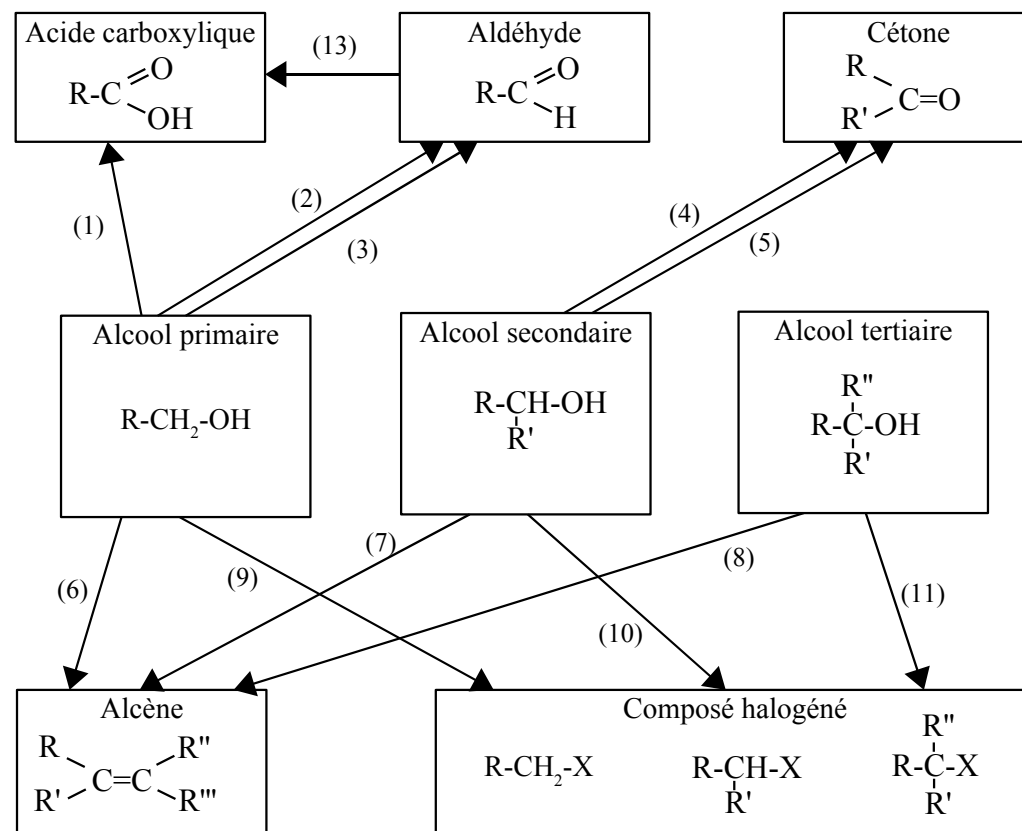 Acide carboxylique
R-C
O
OH
(13)
Aldéhyde
R-C
O
H
Cétone
R
R'
C=O
(1)
(2)
(3)
(4)
(5)
Alcool primaire
R-CH2-OH
Alcool secondaire
R-CH-OH
R'
Alcool tertiaire
R"
R-C-OH
R'
(6)
(9)
(7)
(10)
(8)
(11)
Alcène
R R"
C=C
R' R'"
Composé halogéné
R-CH2-X
R-CH-X
R'
R"
R-C-X
R'